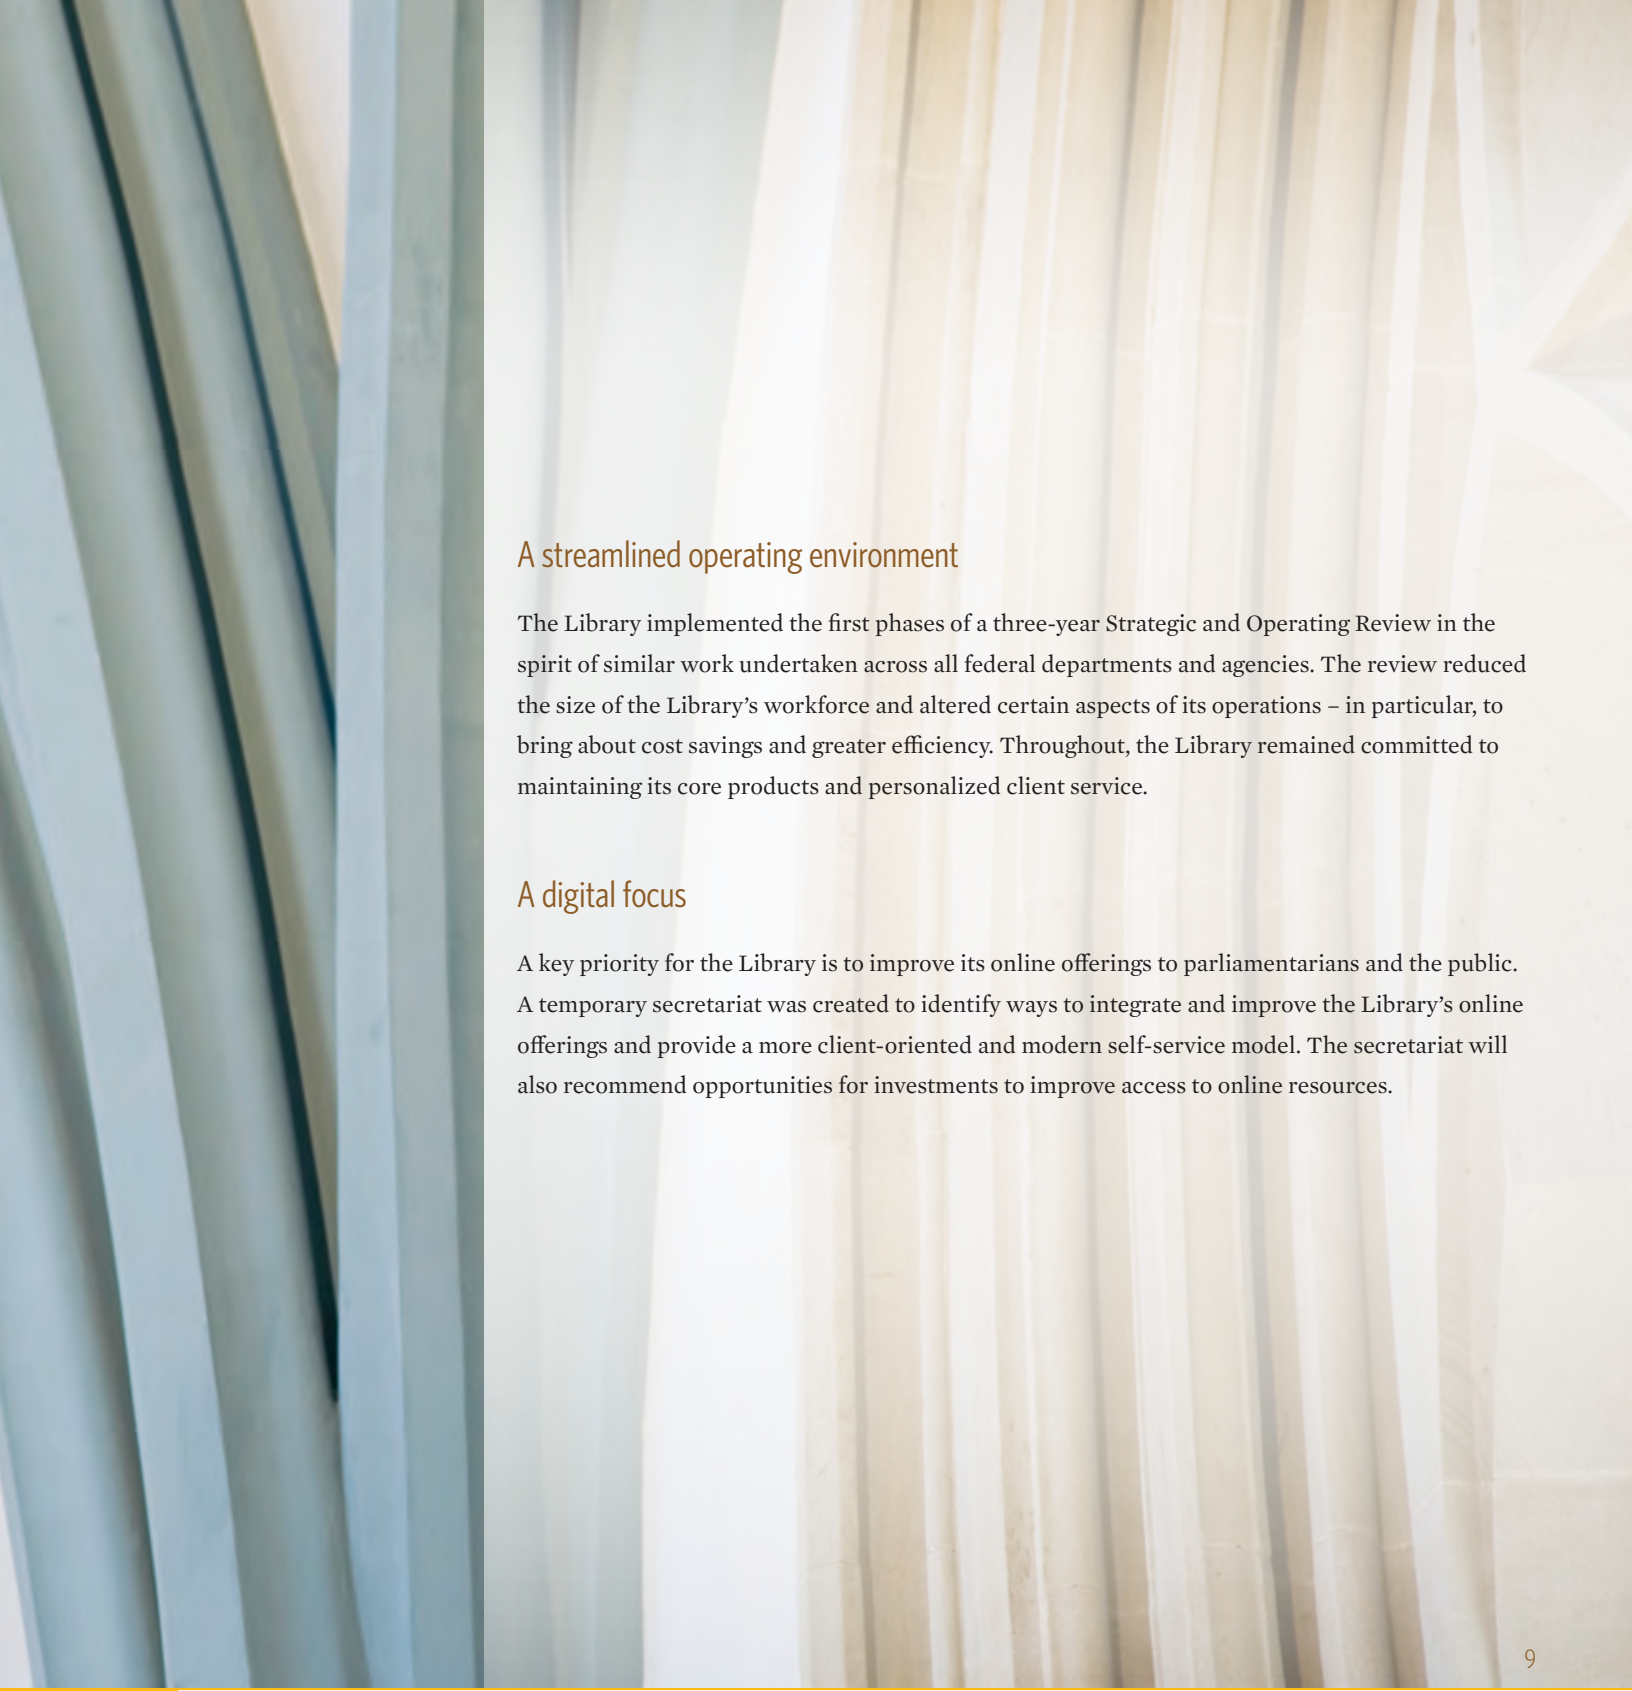 A streamlined operating environment
The Library implemented the first phases of a three-year Strategic and Operating Review in the
spirit of similar work undertaken across all federal departments and agencies. The review reduced
the size of the Library’s workforce and altered certain aspects of its operations – in particular, to
bring about cost savings and greater efficiency. Throughout, the Library remained committed to
maintaining its core products and personalized client service.
A digital focus
A key priority for the Library is to improve its online offerings to parliamentarians and the public.
A temporary secretariat was created to identify ways to integrate and improve the Library’s online
offerings and provide a more client-oriented and modern self-service model. The secretariat will
also recommend opportunities for investments to improve access to online resources.
9